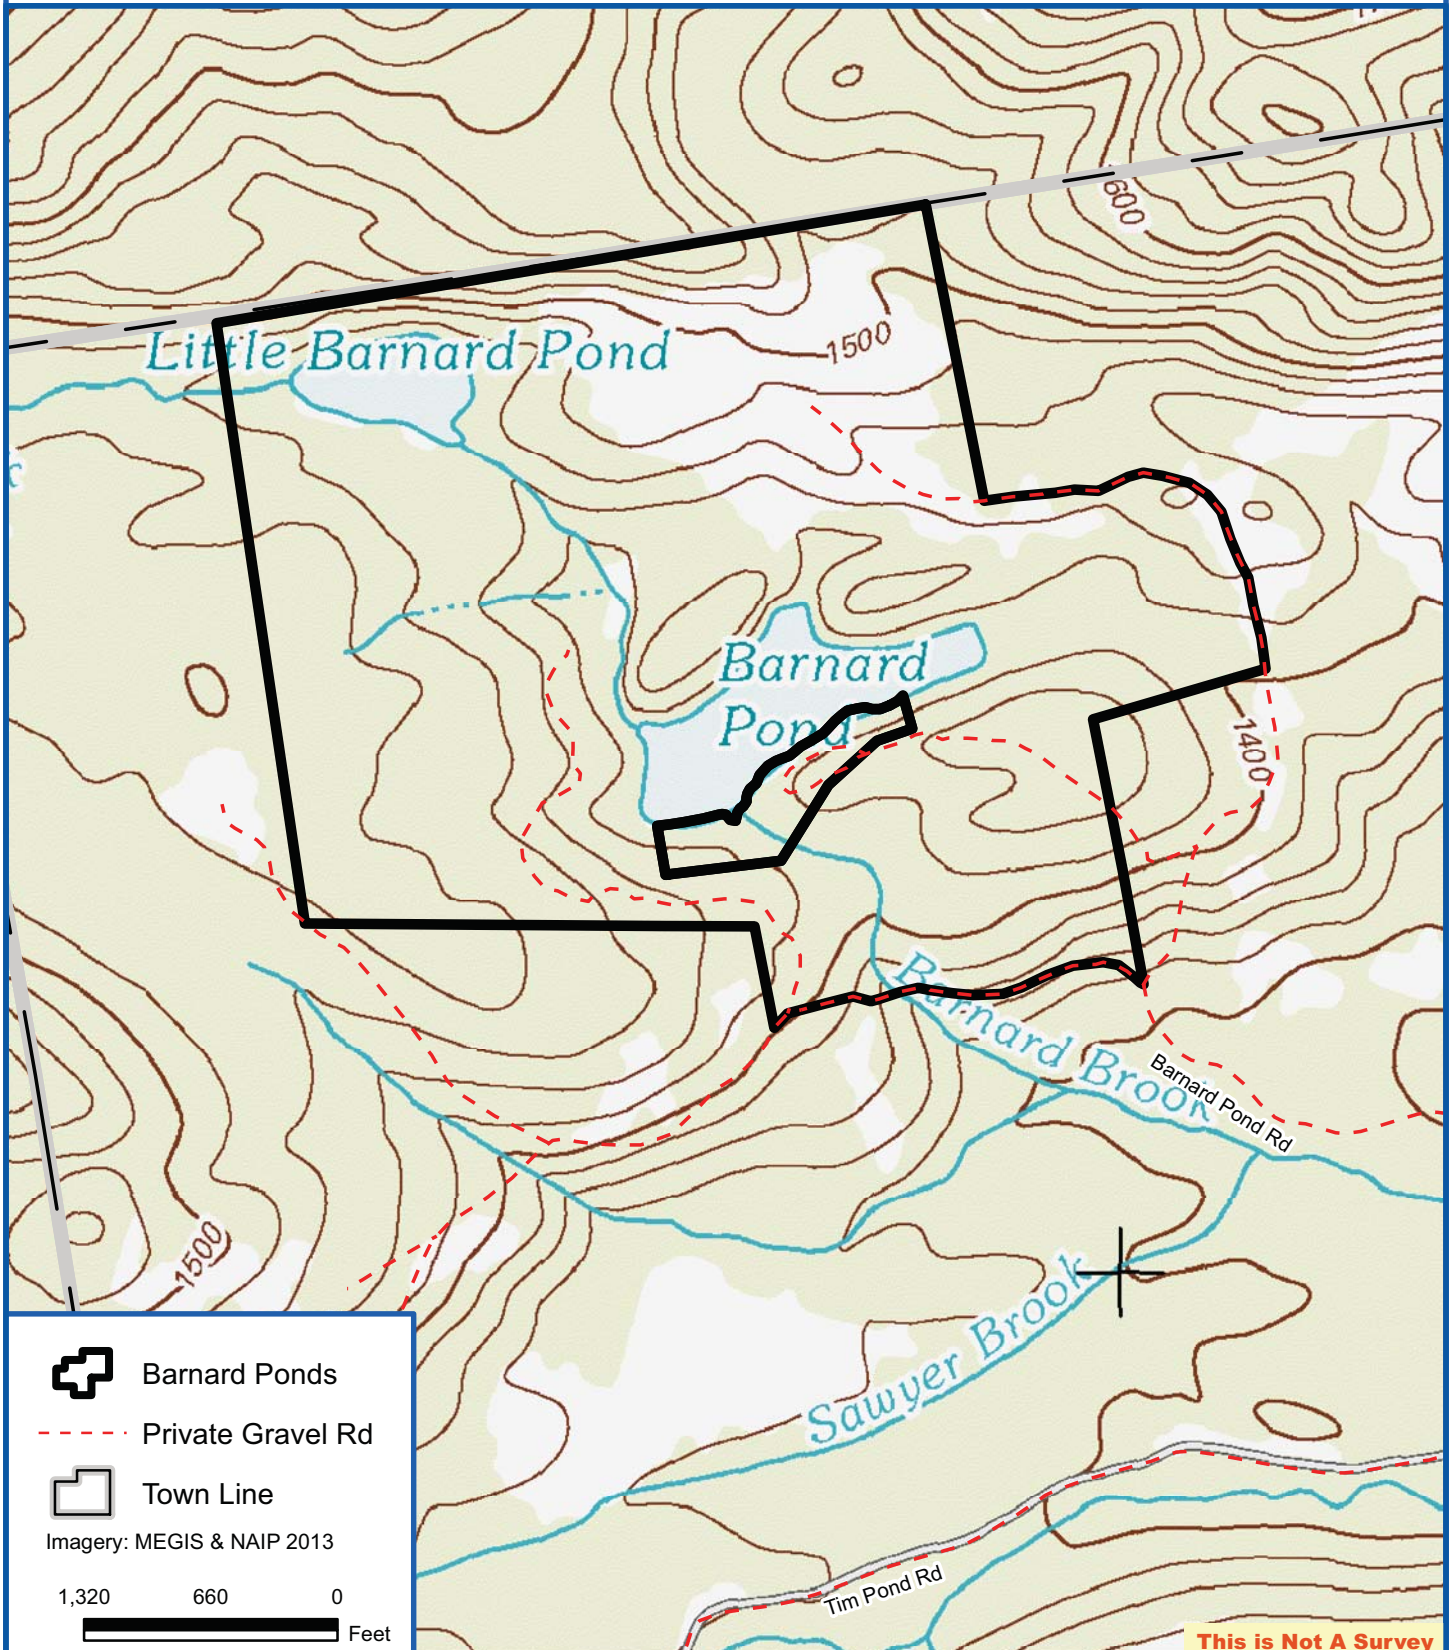 600
1500
Little Barnard Pond
Barnard
Pond
1400
Barnard Brook
Barnard Pond Rd
1500
Sawyer Brook
Tim Pond Rd
Barnard Ponds
Private Gravel Rd
Town Line
Imagery: MEGIS & NAIP 2013
1,320 660 0
Feet
This is Not A Survey